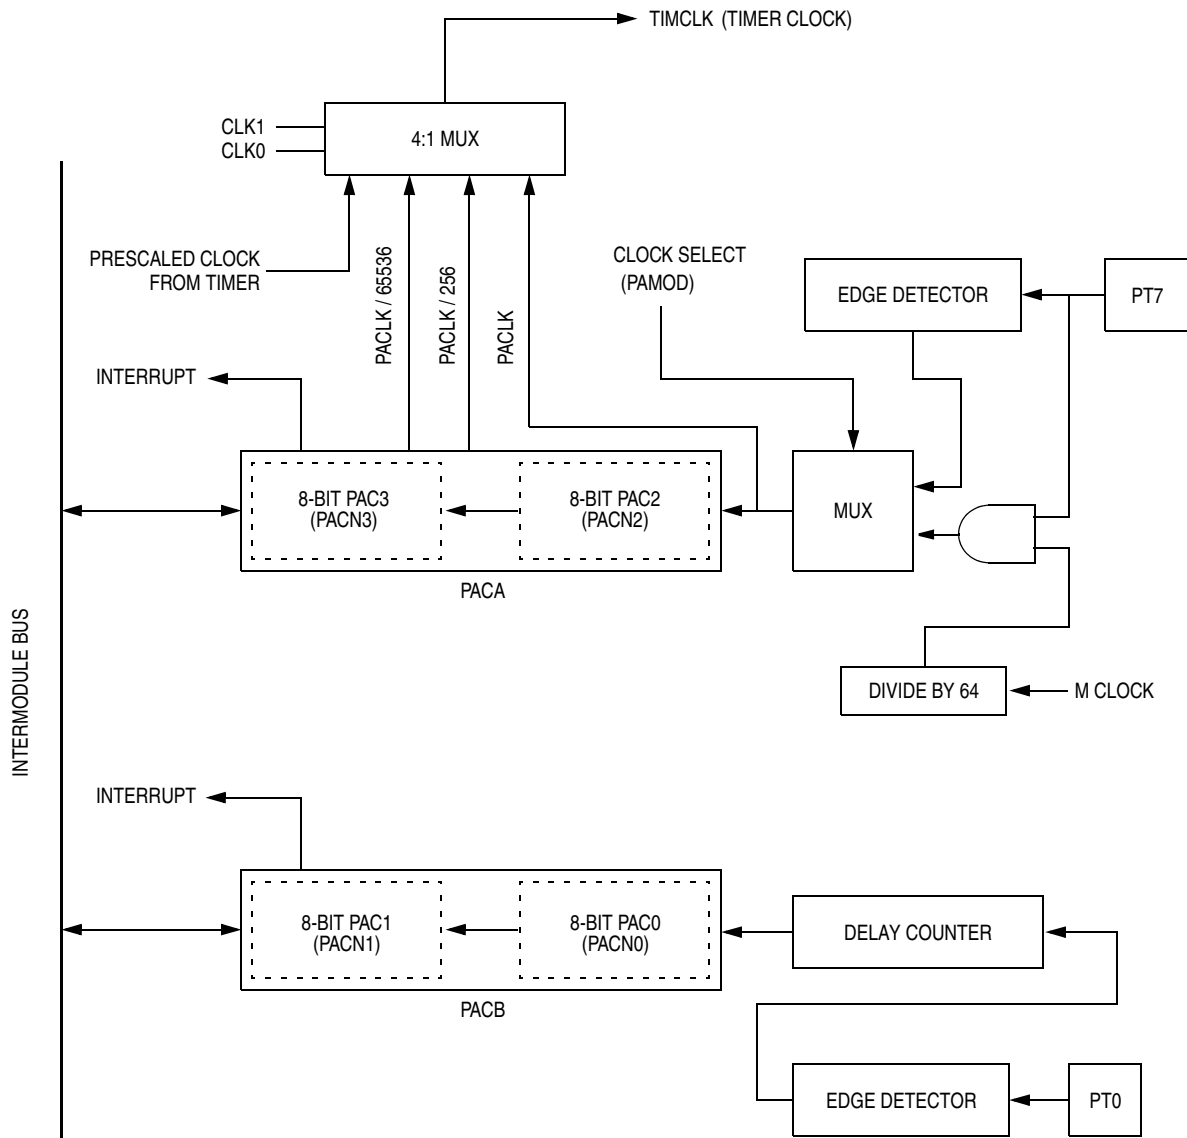 TIMCLK (TIMER CLOCK)
CLK1
CLK0
4:1 MUX
PRESCALED CLOCK
FROM TIMER
PACLK / 65536
PACLK / 256
PACLK
CLOCK SELECT
(PAMOD)
EDGE DETECTOR
PT7
INTERRUPT
8-BIT PAC3
(PACN3)
8-BIT PAC2
(PACN2)
MUX
PACA
INTERMODULE BUS
DIVIDE BY 64
M CLOCK
INTERRUPT
8-BIT PAC1
(PACN1)
8-BIT PAC0
(PACN0)
DELAY COUNTER
PACB
EDGE DETECTOR
PT0